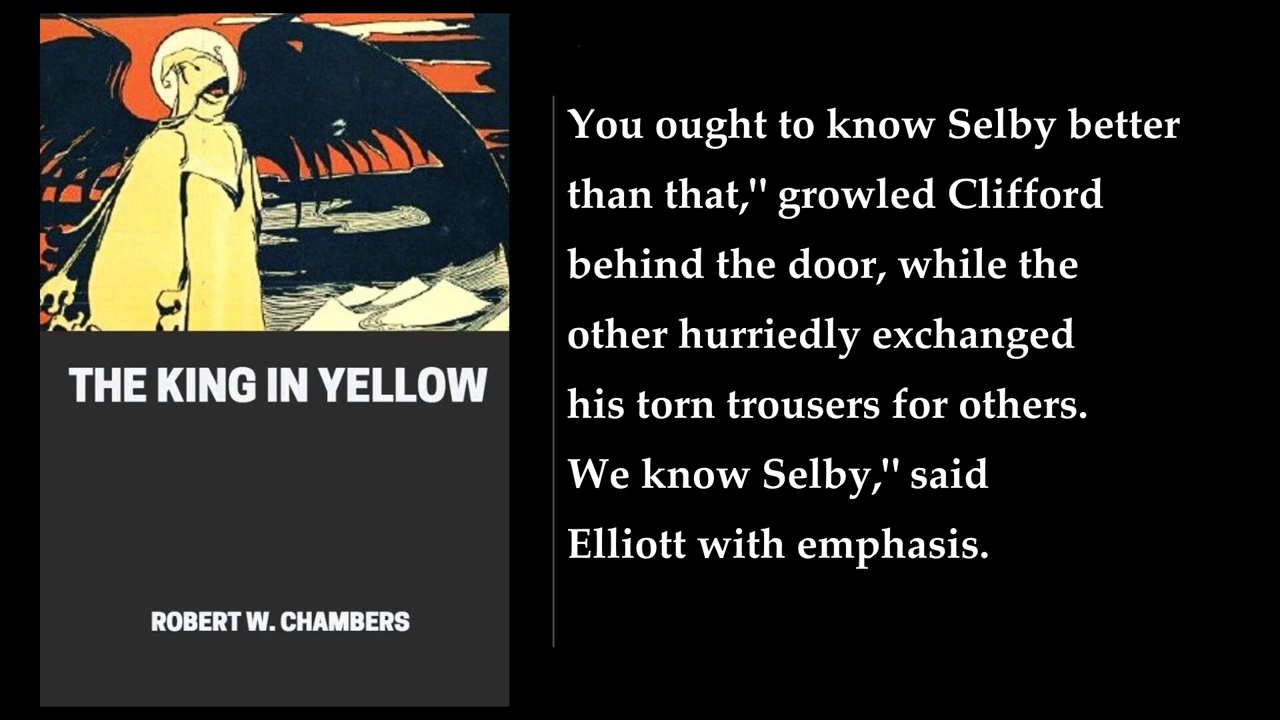 THE KING IN YELLOW
ROBERT W. CHAMBERS
You ought to know Selby better
than that," growled Clifford
behind the door, while the
other hurriedly exchanged
his torn trousers for others.
We know Selby," said
Elliott with emphasis.